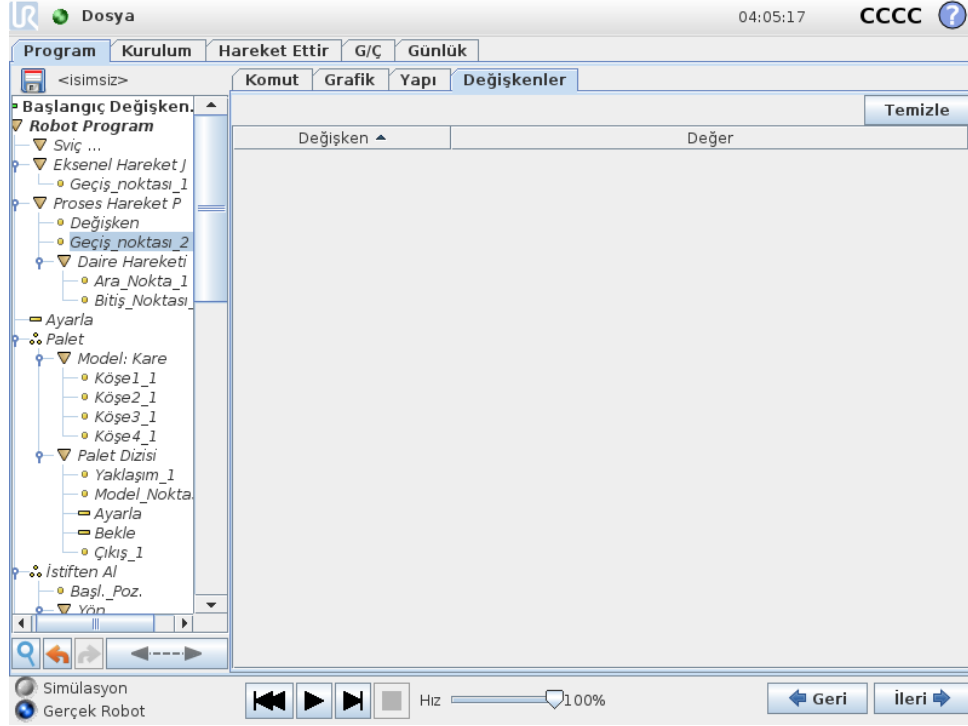 UR Dosya 04:05:17 CCCC ?
Program Kurulum Hareket Ettir G/Ç Günlük
<isimsiz> Komut Grafik Yapı Değişkenler
Başlangıç Değişken. Temizle
Robot Program
Değişken Değer
Sviç ...
Eksenel Hareket J
Geçiş_noktası_1
Proses Hareket P
Değişken
Geçiş_noktası_2
Daire Hareketi
Ara_Nokta_1
Bitiş_Noktası_
Ayarla
Palet
Model: Kare
Köşe1_1
Köşe2_1
Köşe3_1
Köşe4_1
Palet Dizisi
Yaklaşım_1
Model_Nokta
Ayarla
Bekle
Çıkış_1
İstiften Al
Başl._Poz.
Yön
Simülasyon
Gerçek Robot
Hız 100% Geri İleri